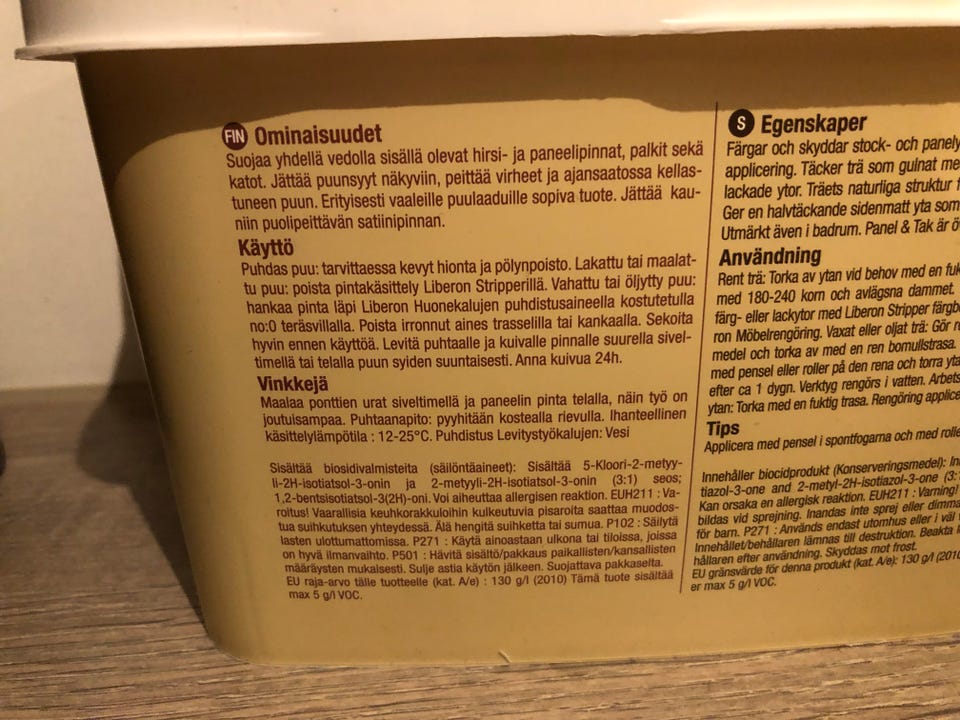 FIN Ominaisuudet
Suojaa yhdellä vedolla sisällä olevat hirsi- ja paneelipinnat, palkit sekä
katot. Jättää puunsyyt näkyviin, peittää virheet ja ajansaatossa kellas-
tuneen puun. Erityisesti vaaleille puulaaduille sopiva tuote. Jättää kau-
niin puolipeittävän satiinipinnan.
Käyttö
Puhdas puu: tarvittaessa kevyt hionta ja pölynpoisto. Lakattu tai maalat-
tu puu: poista pintakäsittely Liberon Stripperillä. Vahattu tai öljytty puu:
hankaa pinta läpi Liberon Huonekalujen puhdistusaineella kostutetulla
no:0 teräsvillalla. Poista irronnut aines trasselilla tai kankaalla. Sekoita
hyvin ennen käyttöä. Levitä puhtaalle ja kuivalle pinnalle suurella sivel-
timellä tai telalla puun syiden suuntaisesti. Anna kuivua 24h.
Vinkkejä
Maalaa ponttien urat siveltimellä ja paneelin pinta telalla, näin työ on
joutuisampaa. Puhtaanapito: pyyhitään kostealla rievulla. Ihanteellinen
käsittelylämpötila : 12-25°C. Puhdistus Levitystyökalujen: Vesi
Sisältää biosidivalmisteita (säilöntäaineet): Sisältää 5-Kloori-2-metyy-
li-2H-isotiatsol-3-onin ja 2-metyyli-2H-isotiatsol-3-onin (3:1) seos;
1,2-bentsisotiatsol-3(2H)-oni. Voi aiheuttaa allergisen reaktion. EUH211 : Va-
roitus! Vaarallisia keuhkorakkuloihin kulkeutuvia pisaroita saattaa muodos-
tua suihkutuksen yhteydessä. Älä hengitä suihketta tai sumua. P102 : Säilytä
lasten ulottumattomissa. P271 : Käytä ainoastaan ulkona tai tiloissa, joissa
on hyvä ilmanvaihto. P501 : Hävitä sisältö/pakkaus paikallisten/kansallisten
määräysten mukaisesti. Sulje astia käytön jälkeen. Suojattava pakkaselta.
EU raja-arvo tälle tuotteelle (kat. A/e) : 130 g/l (2010) Tämä tuote sisältää
max 5 g/l VOC.
S Egenskaper
Färgar och skyddar stock- och panely
applicering. Täcker trä som gulnat me
lackade ytor. Träets naturliga struktur f
Ger en halvtäckande sidenmatt yta som
Utmärkt även i badrum. Panel & Tak är ö
Användning
Rent trä: Torka av ytan vid behov med en fuk
med 180-240 korn och avlägsna dammet.
färg- eller lackytor med Liberon Stripper färgb
ron Möbelrengöring. Vaxat eller oljat trä: Gör r
medel och torka av med en ren bomullstrasa.
med pensel eller roller på den rena och torra yta
efter ca 1 dygn. Verktyg rengörs i vatten. Arbets
ytan: Torka med en fuktig trasa. Rengöring applice
Tips
Applicera med pensel i spontfogarna och med rolle
Innehåller biocidprodukt (Konserveringsmedel): In
tiazol-3-one and 2-metyl-2H-isotiazol-3-one (3:
Kan orsaka en allergisk reaktion. EUH211 : Varning!
bildas vid sprejning. Inandas inte sprej eller dimma
för barn. P271 : Används endast utomhus eller i väl
Innehållet/behållaren lämnas till destruktion. Beakta
hållaren efter användning. Skyddas mot frost.
EU gränsvärde för denna produkt (kat. A/e): 130 g/l (2010
er max 5 g/l VOC.